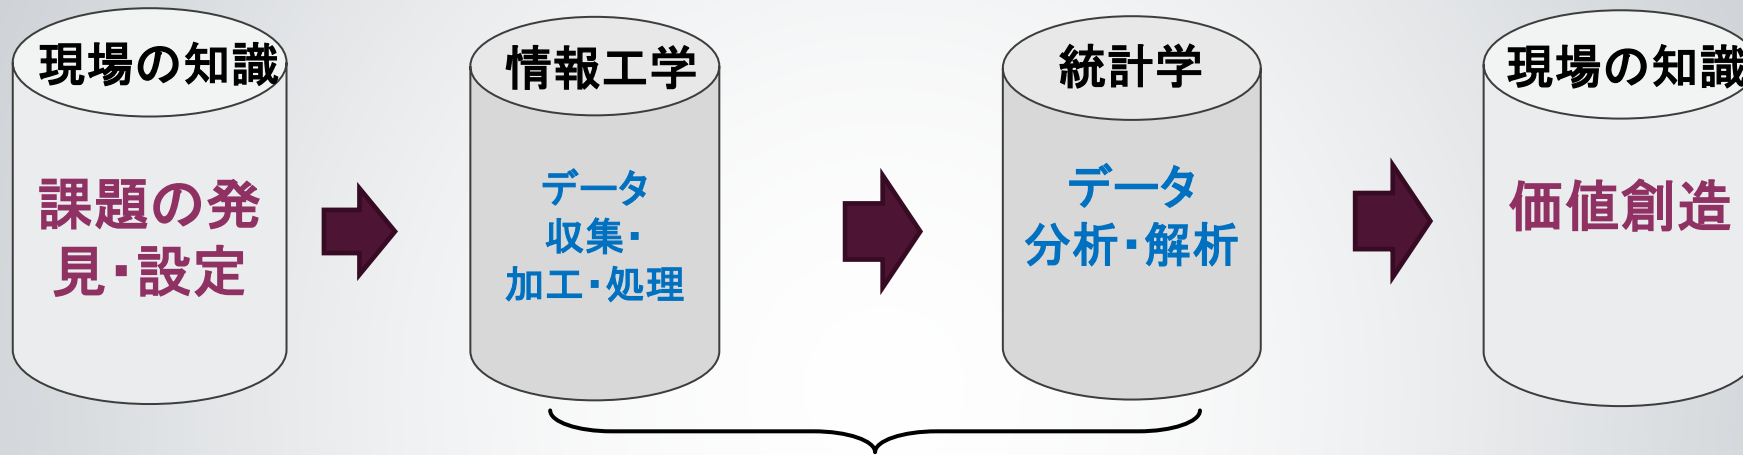 現場の知識
課題の発
見・設定
情報工学
データ
収集・
加工・処理
統計学
データ
分析・解析
現場の知識
価値創造